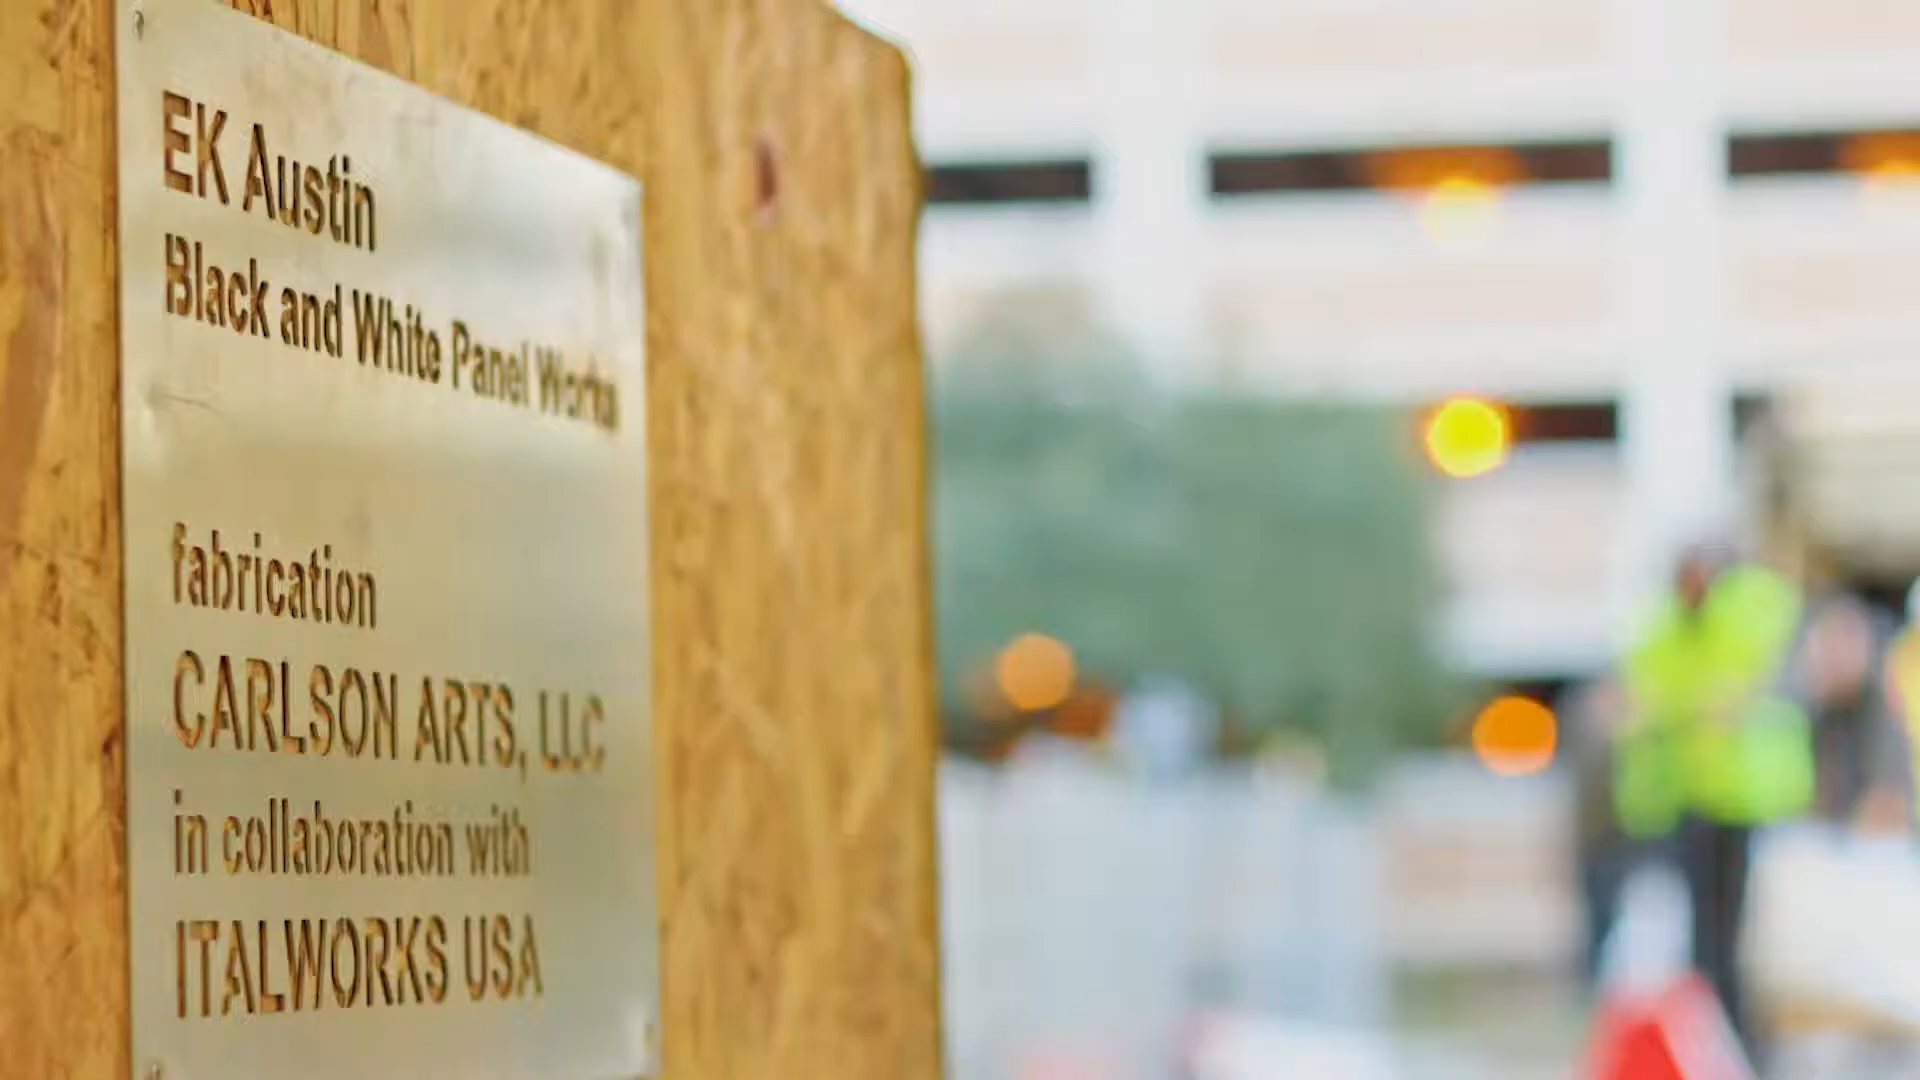 EK Austin
Black and White Panel Works
fabrication
CARLSON ARTS, LLC
in collaboration with
ITALWORKS USA